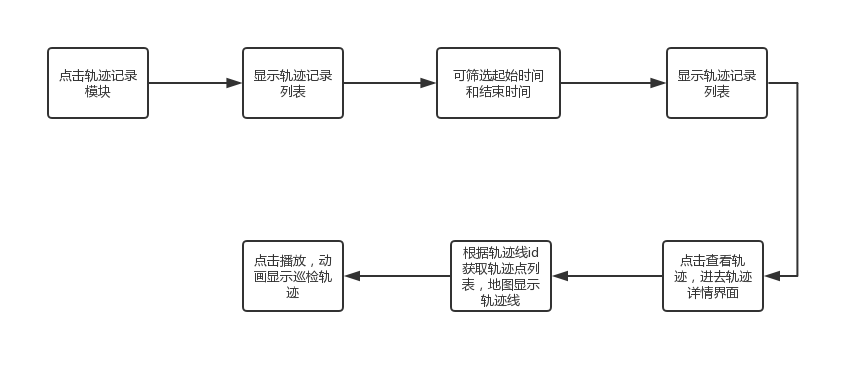 点击轨迹记录
模块
显示轨迹记录
列表
可筛选起始时间
和结束时间
显示轨迹记录
列表
点击查看轨
迹，进去轨迹
详情界面
根据轨迹线id
获取轨迹点列
表，地图显示
轨迹线
点击播放，动
画显示巡检轨
迹